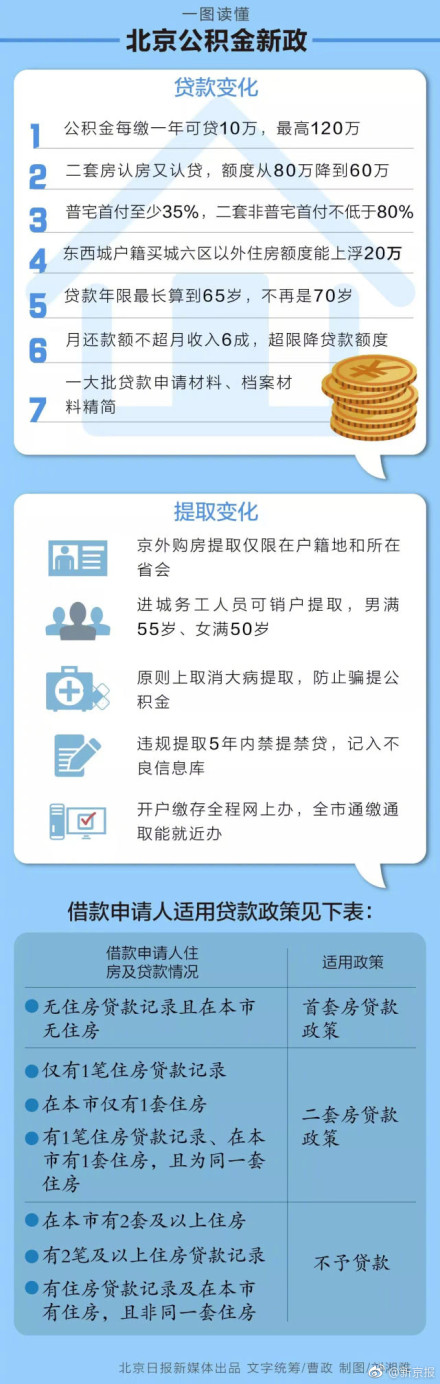 一图读懂
北京公积金新政
贷款变化
1 公积金每缴一年可贷10万，最高120万
2 二套房认房又认贷，额度从80万降到60万
3 普宅首付至少35%，二套非普宅首付不低于80%
4 东西城户籍买城六区以外住房额度能上浮20万
5 贷款年限最长算到65岁，不再是70岁
6 月还款额不超月收入6成，超限降贷款额度
7 一大批贷款申请材料、档案材
料精简
提取变化
京外购房提取仅限在户籍地和所在
省会
进城务工人员可销户提取，男满
55岁、女满50岁
原则上取消大病提取，防止骗提公
积金
违规提取5年内禁提禁贷，记入不
良信息库
开户缴存全程网上办，全市通缴通
取能就近办
借款申请人适用贷款政策见下表：
借款申请人住
房及贷款情况
适用政策
无住房贷款记录且在本市
无住房
首套房贷款
政策
仅有1笔住房贷款记录
在本市仅有1套住房
有1笔住房贷款记录、在本
市有1套住房，且为同一套
住房
二套房贷款
政策
在本市有2套及以上住房
有2笔及以上住房贷款记录
有住房贷款记录及在本市
有住房，且非同一套住房
不予贷款
北京日报新媒体出品 文字统筹/曹政 制图/
@新京报